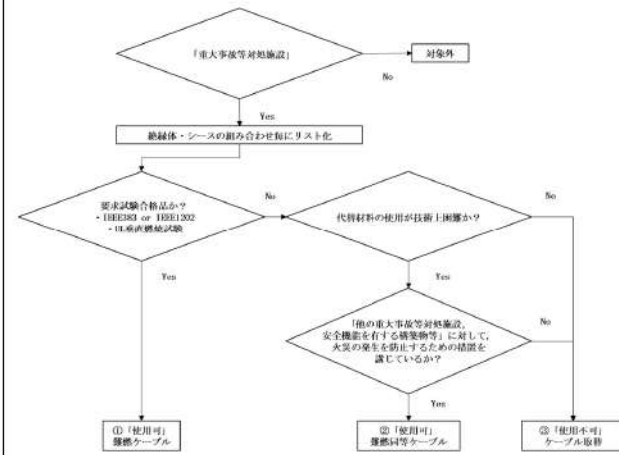 「重大事故等対処施設」
対象外
No
Yes
絶縁体・シースの組み合わせ毎にリスト化
要求試験合格品か？
・IEEE383 or IEEE1202
・UL垂直燃焼試験
No
代替材料の使用が技術上困難か？
No
Yes
Yes
「他の重大事故等対処施設,
安全機能を有する構築物等」に対して,
火災の発生を防止するための措置を
講じているか？
No
Yes
①「使用可」
難燃ケーブル
②「使用可」
難燃同等ケーブル
③「使用不可」
ケーブル取替